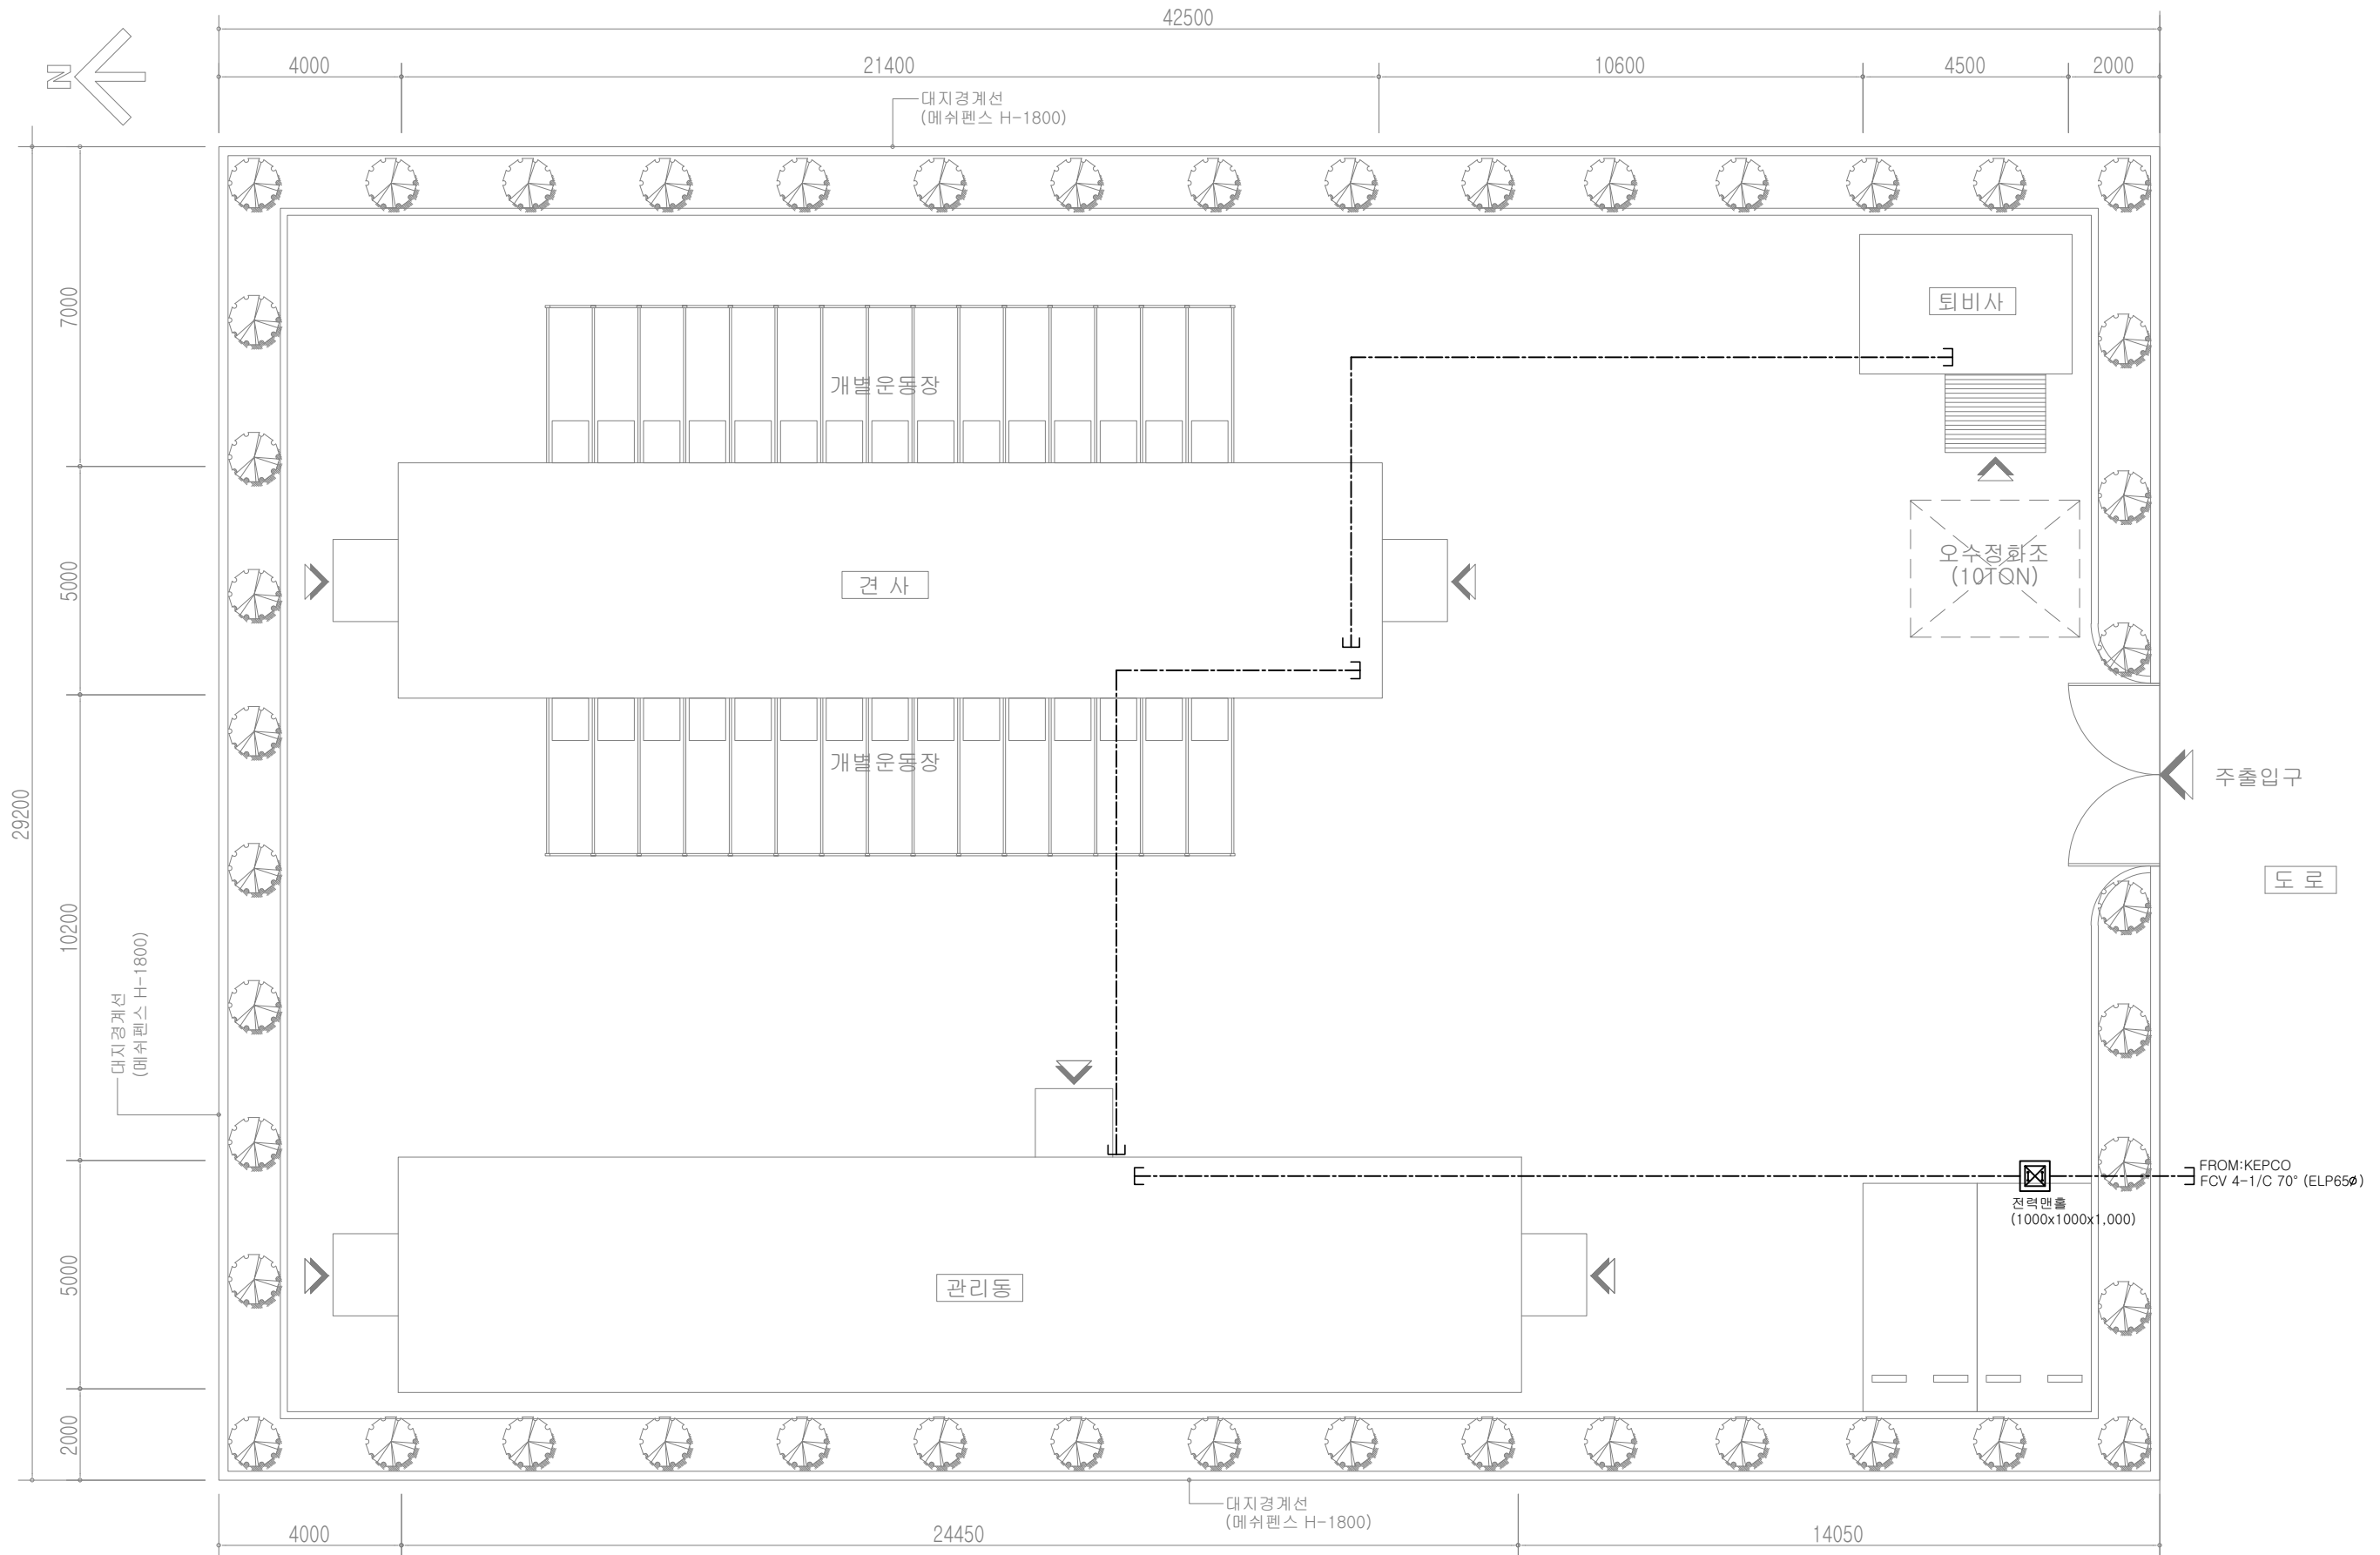 42500
4000
21400
10600
4500
2000
N
대지경계선
(메쉬펜스 H-1800)
7000
5000
10200
5000
2000
29200
대지경계선
(메쉬펜스 H-1800)
퇴비사
개별운동장
오수정화조
(10TON)
견 사
개별운동장
주출입구
도 로
FROM:KEPCO
FCV 4-1/C 70° (ELP65ø)
전력맨홀
(1000x1000x1,000)
관리동
대지경계선
(메쉬펜스 H-1800)
4000
24450
14050